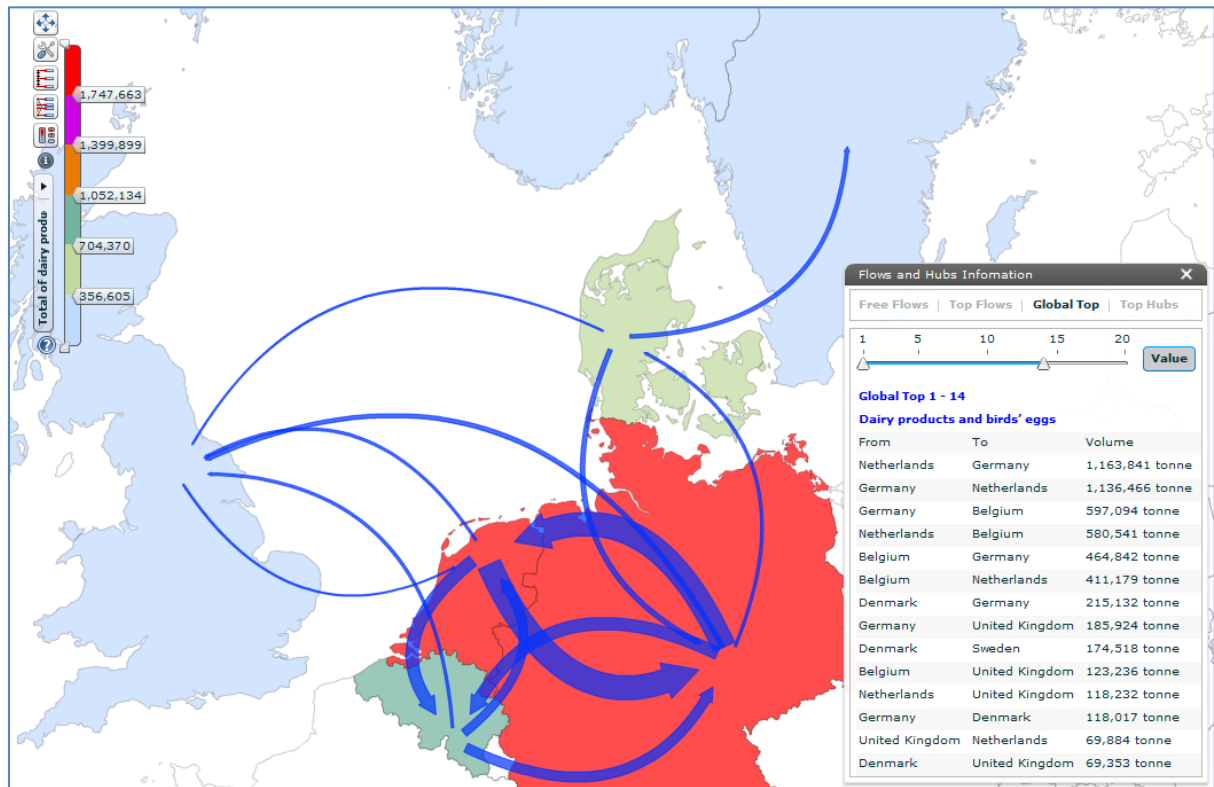 1,747,663
1,399,899
1,052,134
704,370
356,605
Total of dairy produ
Flows and Hubs Infomation
Free Flows | Top Flows | Global Top | Top Hubs
1 5 10 15 20
Value
Global Top 1 - 14
Dairy products and birds' eggs
From To Volume
Netherlands Germany 1,163,841 tonne
Germany Netherlands 1,136,466 tonne
Germany Belgium 597,094 tonne
Netherlands Belgium 580,541 tonne
Belgium Germany 464,842 tonne
Belgium Netherlands 411,179 tonne
Denmark Germany 215,132 tonne
Germany United Kingdom 185,924 tonne
Denmark Sweden 174,518 tonne
Belgium United Kingdom 123,236 tonne
Netherlands United Kingdom 118,232 tonne
Germany Denmark 118,017 tonne
United Kingdom Netherlands 69,884 tonne
Denmark United Kingdom 69,353 tonne